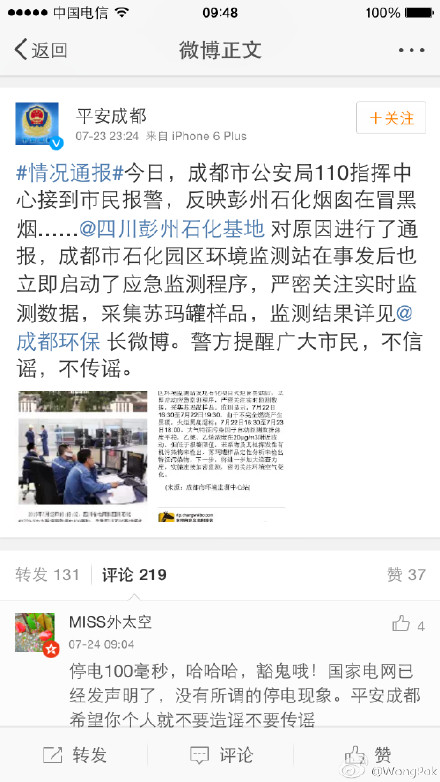 中国电信
09:48
100%
返回
微博正文
平安成都
07-23 23:24 来自 iPhone 6 Plus
关注
#情况通报#今日，成都市公安局110指挥中
心接到市民报警，反映彭州石化烟囱在冒黑
烟……@四川彭州石化基地 对原因进行了通
报，成都市石化园区环境监测站在事发后也
立即启动了应急监测程序，严密关注实时监
测数据，采集苏玛罐样品，监测结果详见@
成都环保 长微博。警方提醒广大市民，不信
谣，不传谣。
转发 131
评论 219
赞 37
MISS外太空
4
07-24 09:04
停电100毫秒，哈哈哈，豁鬼哦！国家电网已
经发声明了，没有所谓的停电现象。平安成都
希望你个人就不要造谣不要传谣
转发
评论
赞
@WongPok